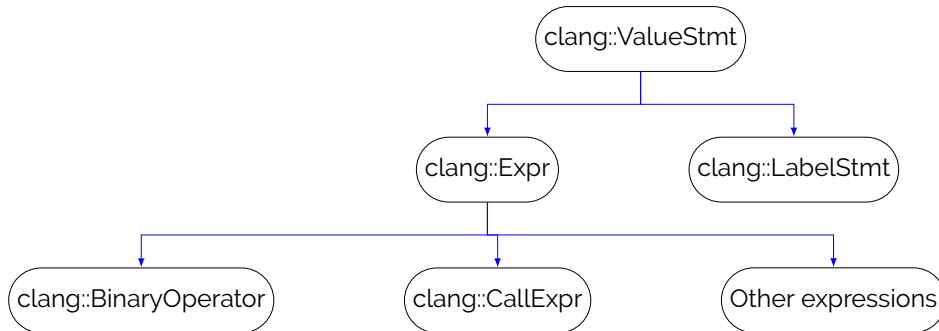 clang::ValueStmt
clang::Expr
clang::LabelStmt
clang::BinaryOperator
clang::CallExpr
Other expressions